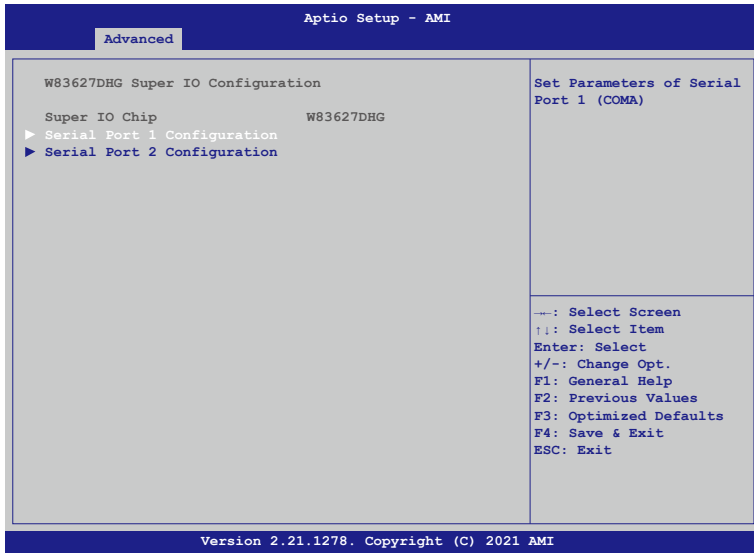 Aptio Setup - AMI
Advanced
W83627DHG Super IO Configuration
Super IO Chip W83627DHG
▶ Serial Port 1 Configuration
▶ Serial Port 2 Configuration
Set Parameters of Serial
Port 1 (COMA)
→←: Select Screen
↑↓: Select Item
Enter: Select
+/-: Change Opt.
F1: General Help
F2: Previous Values
F3: Optimized Defaults
F4: Save & Exit
ESC: Exit
Version 2.21.1278. Copyright (C) 2021 AMI